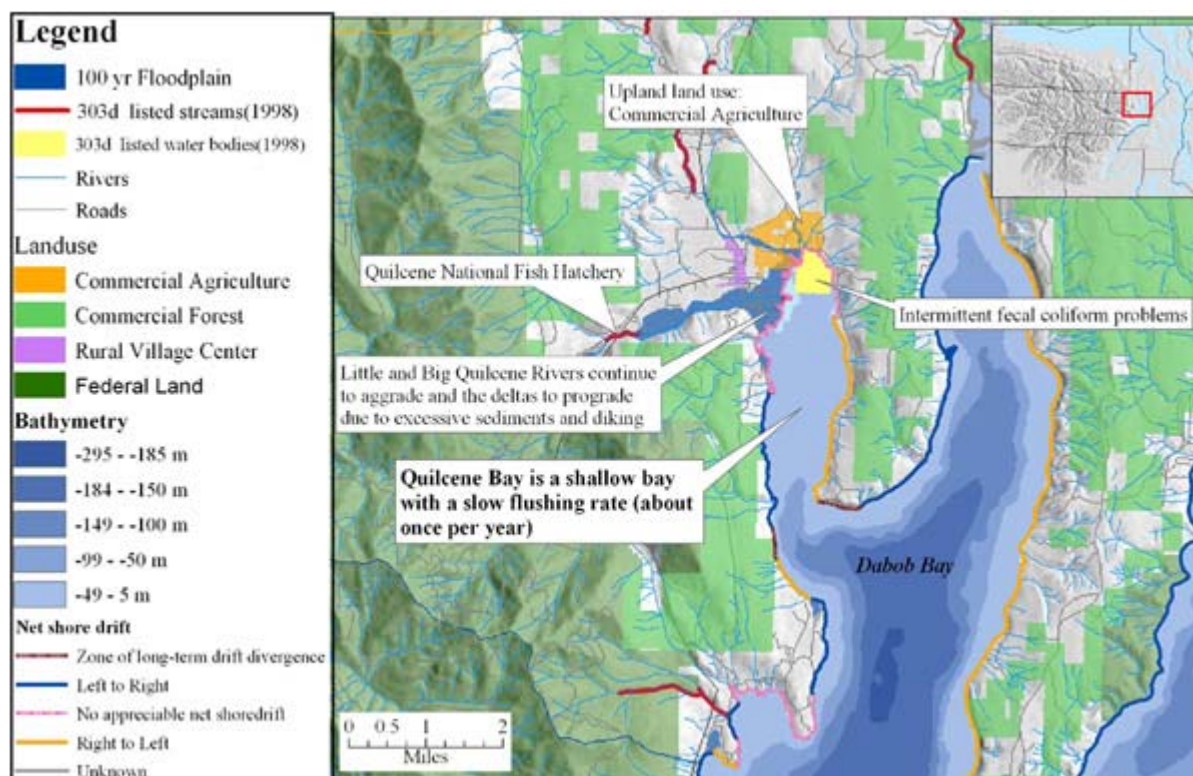 Legend
100 yr Floodplain
303d listed streams(1998)
303d listed water bodies(1998)
Rivers
Roads
Landuse
Commercial Agriculture
Commercial Forest
Rural Village Center
Federal Land
Bathymetry
-295 - -185 m
-184 - -150 m
-149 - -100 m
-99 - -50 m
-49 - 5 m
Net shore drift
Zone of long-term drift divergence
Left to Right
No appreciable net shoredrift
Right to Left
Unknown
Upland land use:
Commercial Agriculture
Quilcene National Fish Hatchery
Intermittent fecal coliform problems
Little and Big Quilcene Rivers continue
to aggrade and the deltas to prograde
due to excessive sediments and diking
Quilcene Bay is a shallow bay
with a slow flushing rate (about
once per year)
Dabob Bay
0 0.5 1 2
Miles